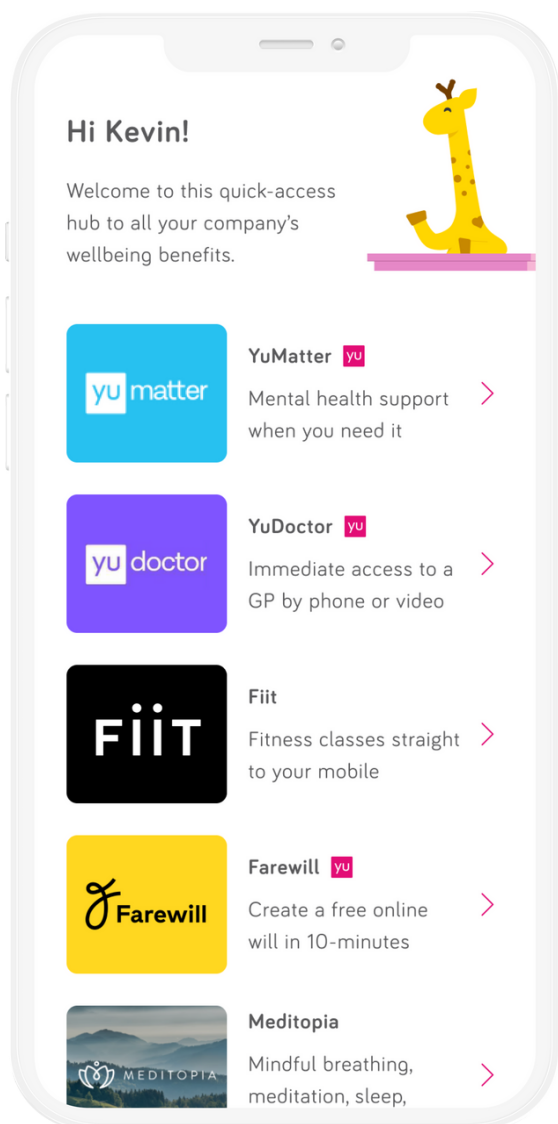 Hi Kevin!
Welcome to this quick-access
hub to all your company's
wellbeing benefits.
yu matter
YuMatter yu
Mental health support
when you need it
yu doctor
YuDoctor yu
Immediate access to a
GP by phone or video
FiiT
Fiit
Fitness classes straight
to your mobile
Farewill
Farewill yu
Create a free online
will in 10-minutes
MEDITOPIA
Meditopia
Mindful breathing,
meditation, sleep,